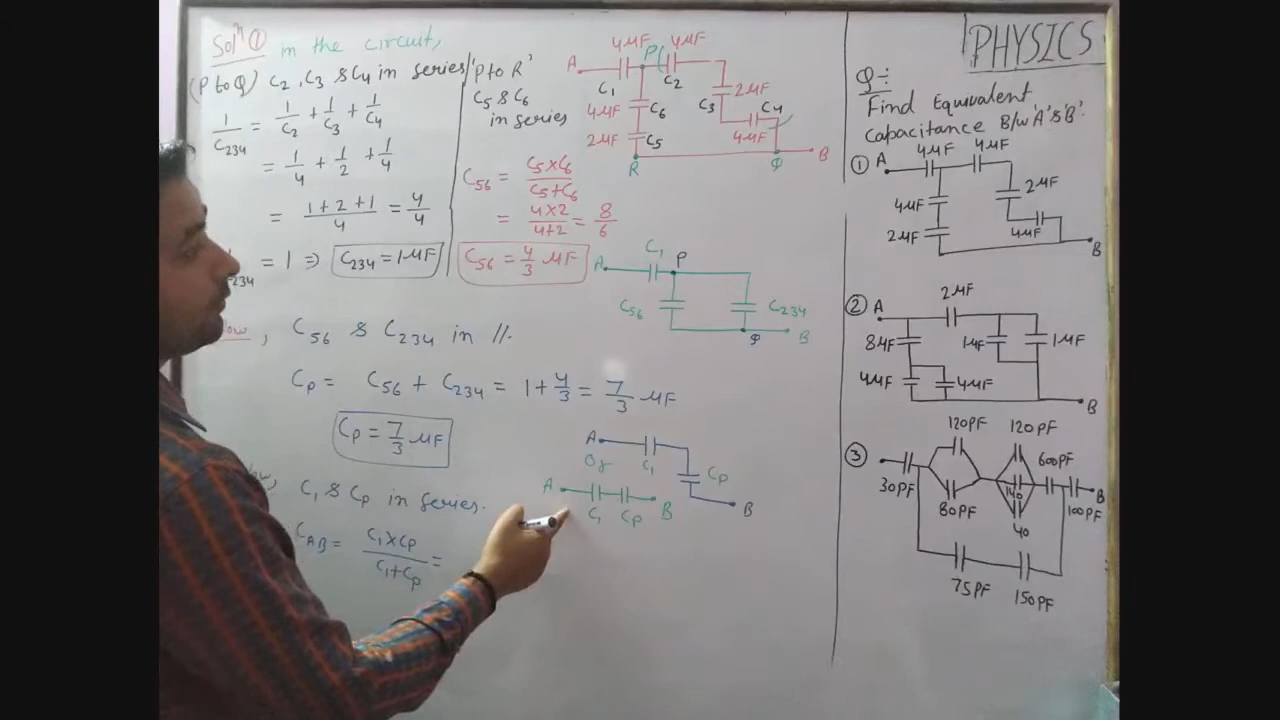 Solⁿ ① in the circuit,
(P to Q) C₂, C₃ & C₄ in series
1/C₂₃₄ = 1/C₂ + 1/C₃ + 1/C₄
= 1/4 + 1/2 + 1/4
= (1+2+1)/4 = 4/4
= 1 ⇒ C₂₃₄ = 1μF
'P to R'
C₅ & C₆
in series
C₅₆ = (C₅×C₆)/(C₅+C₆)
= (4×2)/(4+2) = 8/6
C₅₆ = 4/3 μF
A 4μF C₁ P 4μF C₂
4μF C₆ C₃ 2μF
2μF C₅ C₄ 4μF
R Q B
A C₁ P
C₅₆ C₂₃₄
Q B
, C₅₆ & C₂₃₄ in //.
Cp = C₅₆ + C₂₃₄ = 1 + 4/3 = 7/3 μF
Cp = 7/3 μF
A C₁ Cp B
Or
A C₁ Cp B
C₁ & Cp in series.
C_AB = (C₁×Cp)/(C₁+Cp) =
PHYSICS
Q:-
Find Equivalent
Capacitance B/w 'A' & 'B'.
① A 4μF 4μF
4μF 2μF
2μF 4μF B
② A 2μF
8μF 1μF 1μF
4μF 4μF B
③ 120PF 120PF
30PF 80PF 140 40 600PF 100PF B
75PF 150PF